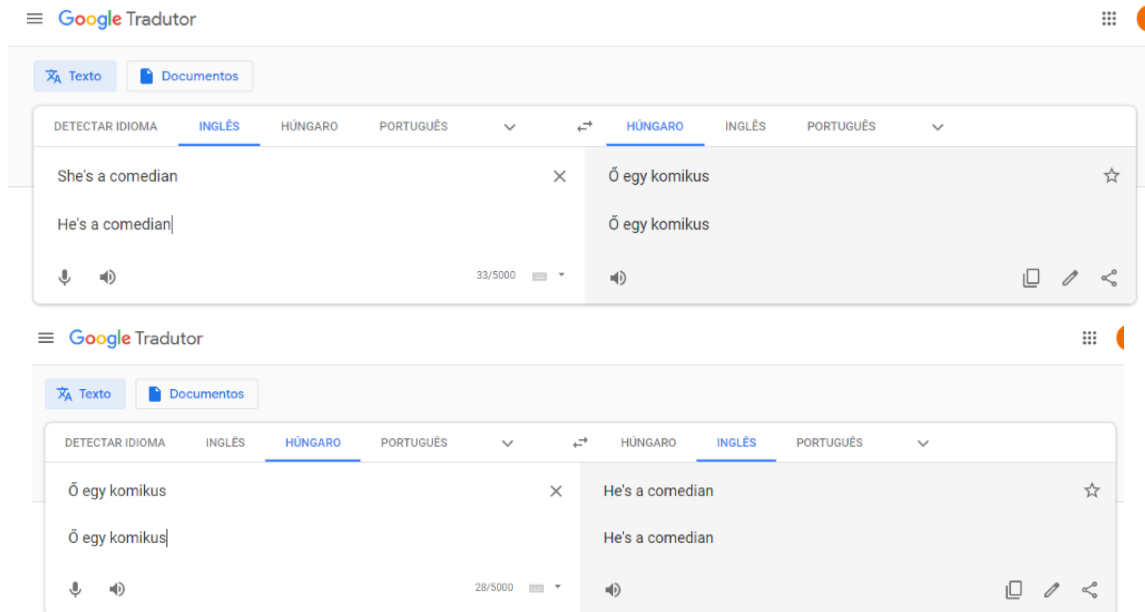 Google Tradutor
Texto Documentos
DETECTAR IDIOMA INGLÊS HÚNGARO PORTUGUÊS HÚNGARO INGLÊS PORTUGUÊS
She's a comedian Ő egy komikus
He's a comedian Ő egy komikus
33/5000
Google Tradutor
Texto Documentos
DETECTAR IDIOMA INGLÊS HÚNGARO PORTUGUÊS HÚNGARO INGLÊS PORTUGUÊS
Ő egy komikus He's a comedian
Ő egy komikus He's a comedian
28/5000